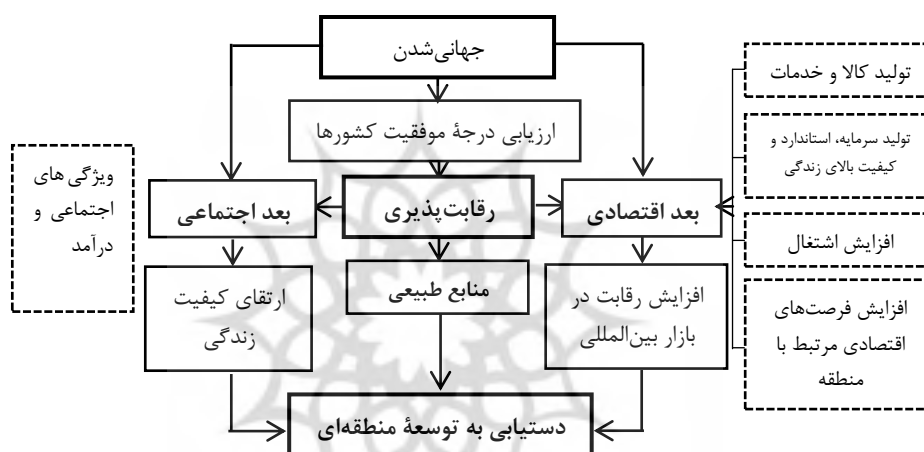 جهانی‌شدن
تولید کالا و خدمات
ارزیابی درجهٔ موفقیت کشورها
تولید سرمایه، استاندارد و
کیفیت بالای زندگی
ویژگی های
اجتماعی و
درآمد
بعد اقتصادی
رقابت‌پذیری
بعد اجتماعی
افزایش اشتغال
افزایش رقابت در
بازار بین‌المللی
منابع طبیعی
ارتقای کیفیت
زندگی
افزایش فرصت‌های
اقتصادی مرتبط با
منطقه
دستیابی به توسعهٔ منطقه‌ای